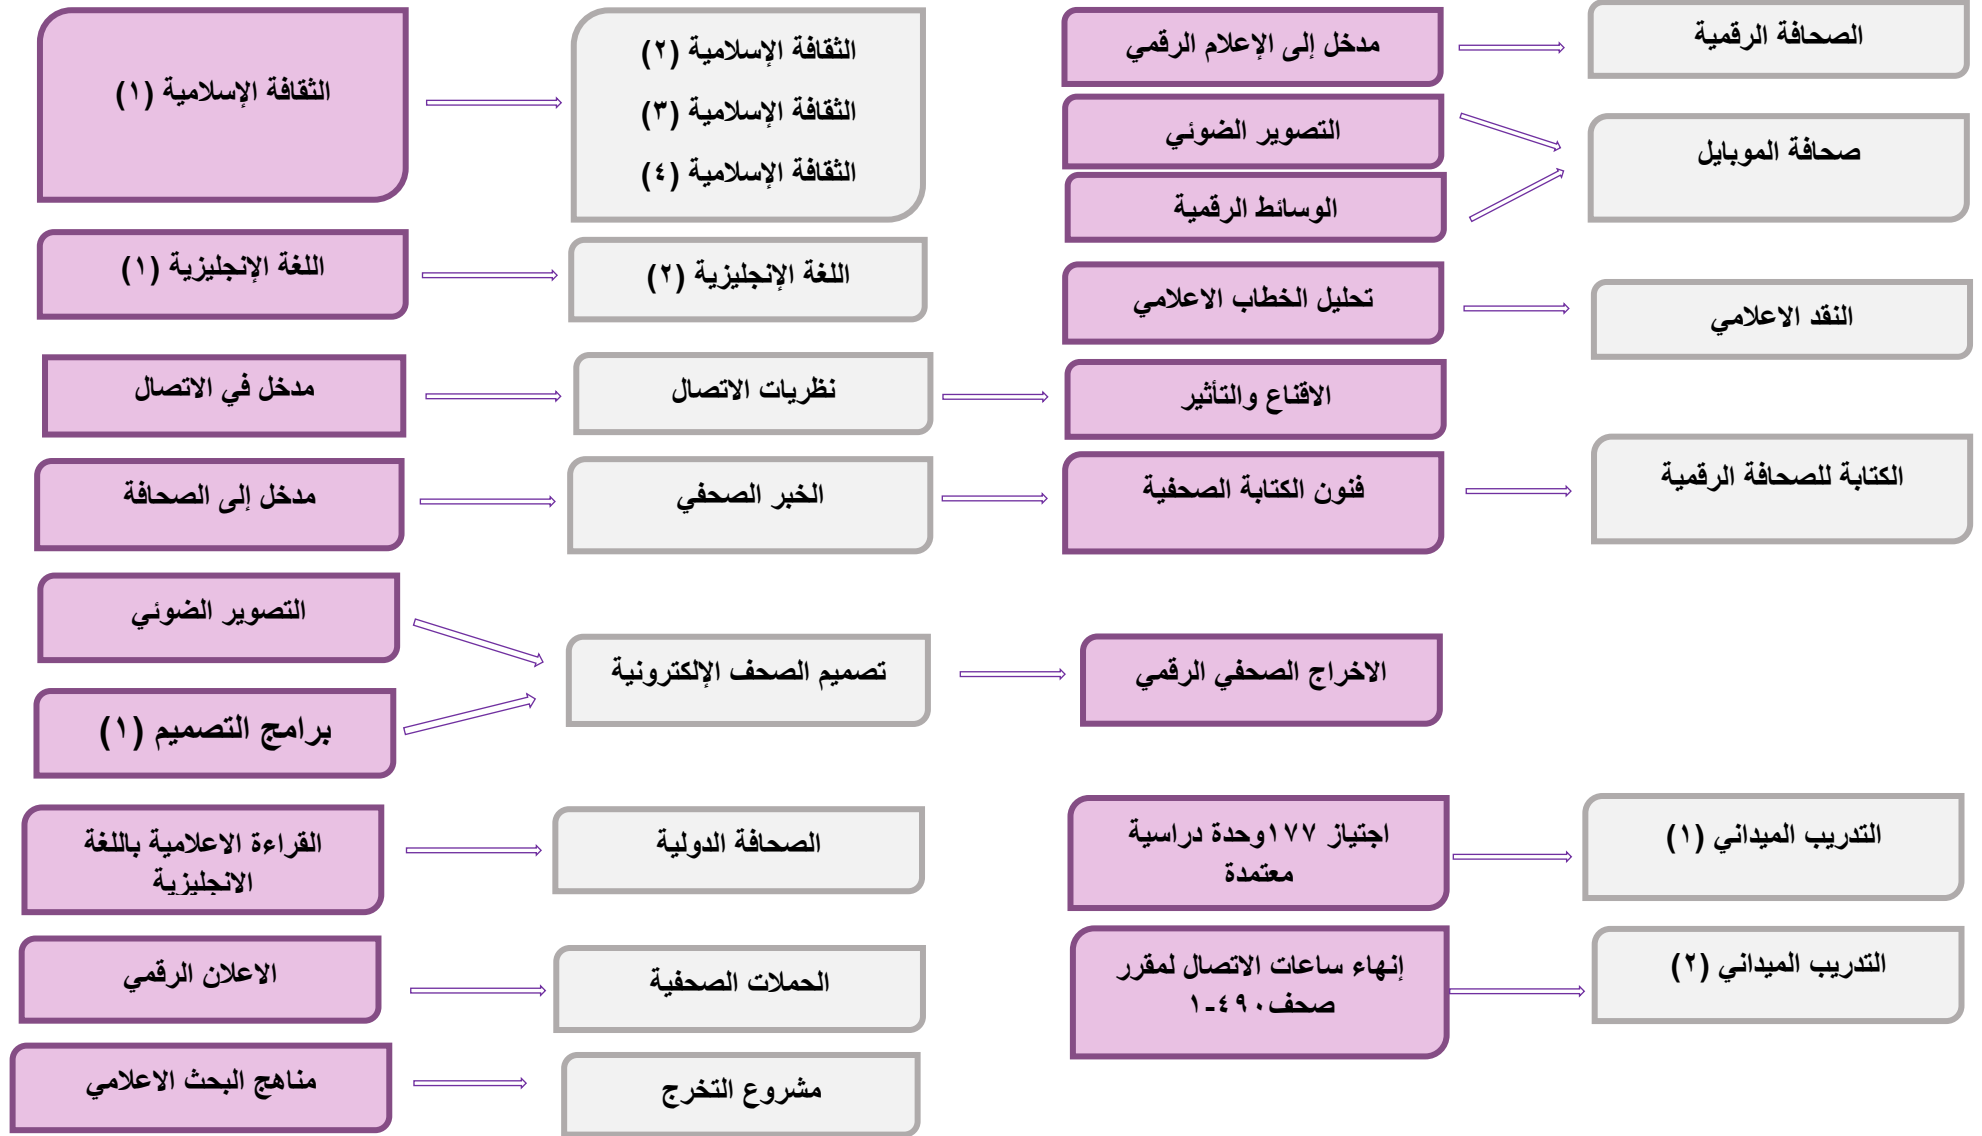 الثقافة الإسلامية (١)
الثقافة الإسلامية (٢)
الثقافة الإسلامية (٣)
الثقافة الإسلامية (٤)
اللغة الإنجليزية (١)
اللغة الإنجليزية (٢)
مدخل في الاتصال
نظريات الاتصال
الاقناع والتأثير
مدخل إلى الصحافة
الخبر الصحفي
فنون الكتابة الصحفية
الكتابة للصحافة الرقمية
التصوير الضوئي
برامج التصميم (١)
تصميم الصحف الإلكترونية
الاخراج الصحفي الرقمي
القراءة الاعلامية باللغة
الانجليزية
الصحافة الدولية
الاعلان الرقمي
الحملات الصحفية
مناهج البحث الاعلامي
مشروع التخرج
مدخل إلى الإعلام الرقمي
الصحافة الرقمية
التصوير الضوئي
الوسائط الرقمية
صحافة الموبايل
تحليل الخطاب الاعلامي
النقد الاعلامي
اجتياز ١٧٧وحدة دراسية
معتمدة
التدريب الميداني (١)
إنهاء ساعات الاتصال لمقرر
صحف٤٩٠-١
التدريب الميداني (٢)